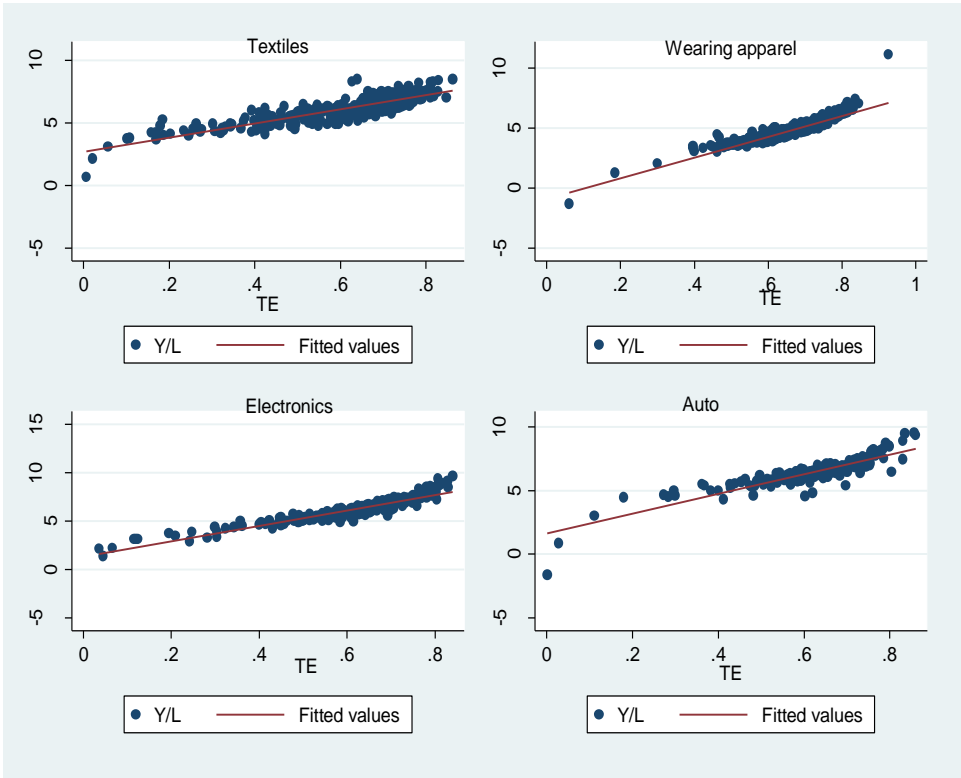 Textiles
10
5
0
-5
0 .2 .4 .6 .8
TE
Y/L Fitted values
Wearing apparel
10
5
0
-5
0 .2 .4 .6 .8 1
TE
Y/L Fitted values
Electronics
15
10
5
0
-5
0 .2 .4 .6 .8
TE
Y/L Fitted values
Auto
10
5
0
-5
0 .2 .4 .6 .8
TE
Y/L Fitted values